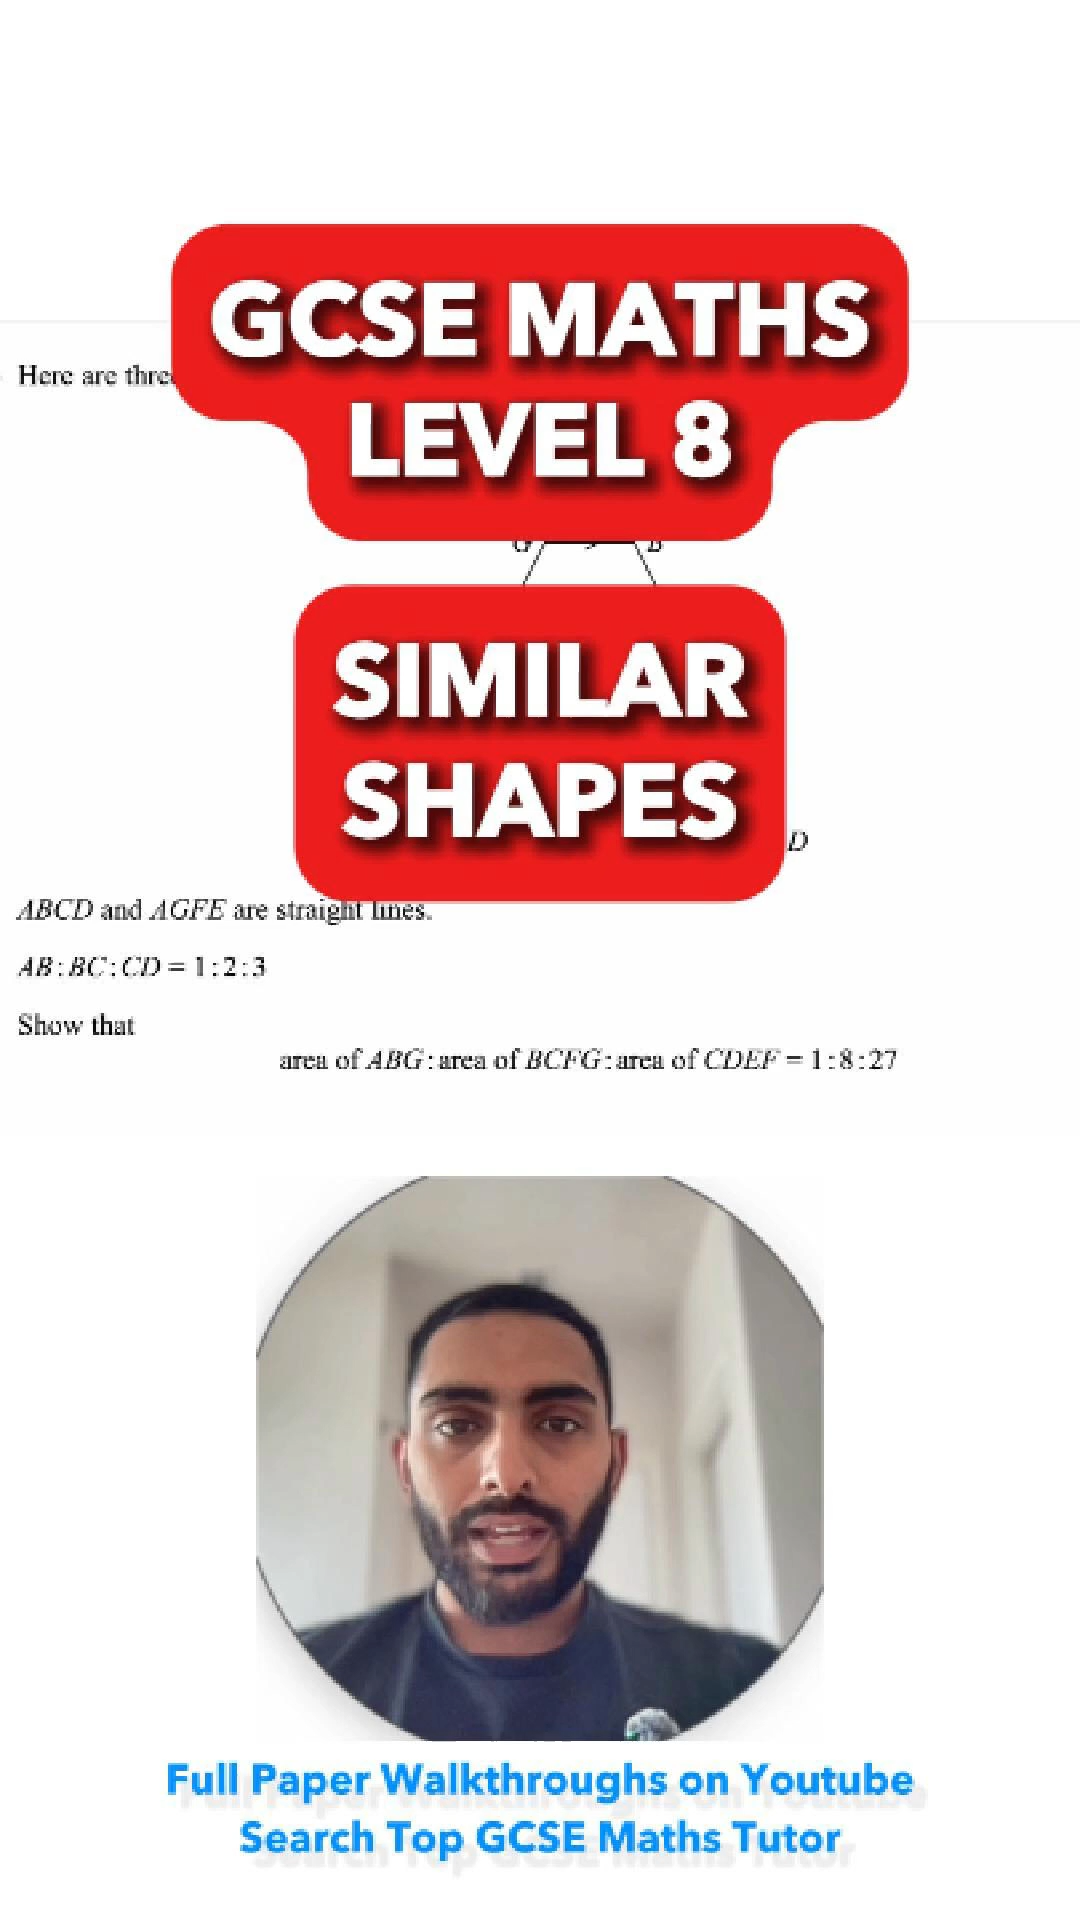 GCSE MATHS
LEVEL 8
Here are
G B
SIMILAR
SHAPES
D
ABCD and AGFE are straight lines.
AB : BC : CD = 1 : 2 : 3
Show that
area of ABG : area of BCFG : area of CDEF = 1 : 8 : 27
Full Paper Walkthroughs on Youtube
Search Top GCSE Maths Tutor